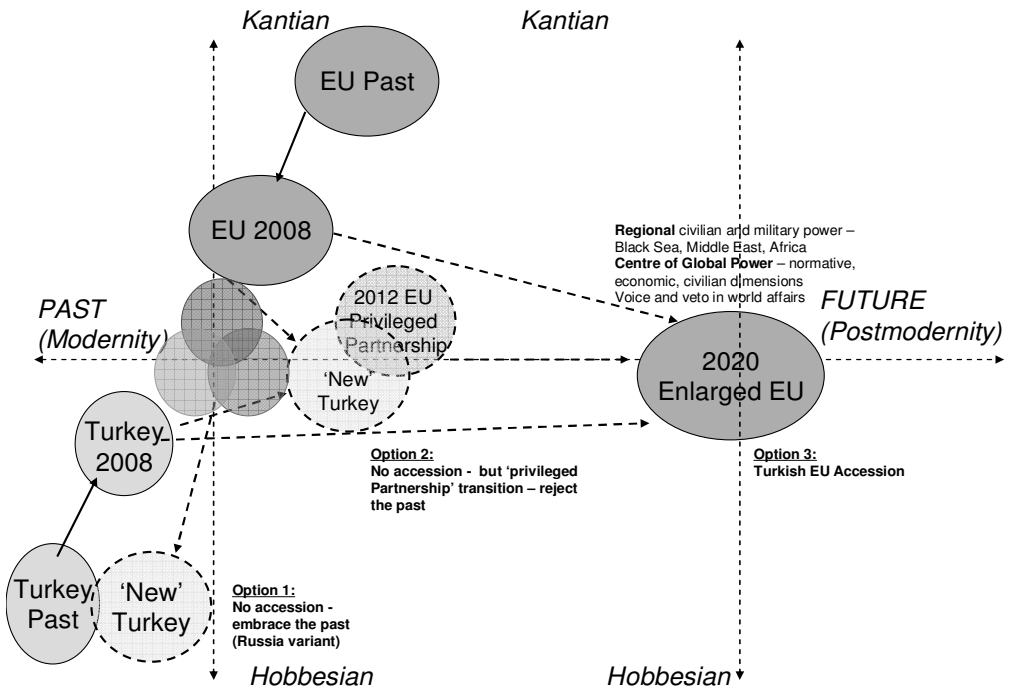 Kantian
Kantian
EU Past
EU 2008
Regional civilian and military power –
Black Sea, Middle East, Africa
Centre of Global Power – normative,
economic, civilian dimensions
Voice and veto in world affairs
PAST
(Modernity)
2012 EU
Privileged
Partnership
FUTURE
(Postmodernity)
'New'
Turkey
2020
Enlarged EU
Turkey
2008
Option 2:
No accession - but 'privileged
Partnership' transition – reject
the past
Option 3:
Turkish EU Accession
Turkey
Past
'New'
Turkey
Option 1:
No accession -
embrace the past
(Russia variant)
Hobbesian
Hobbesian